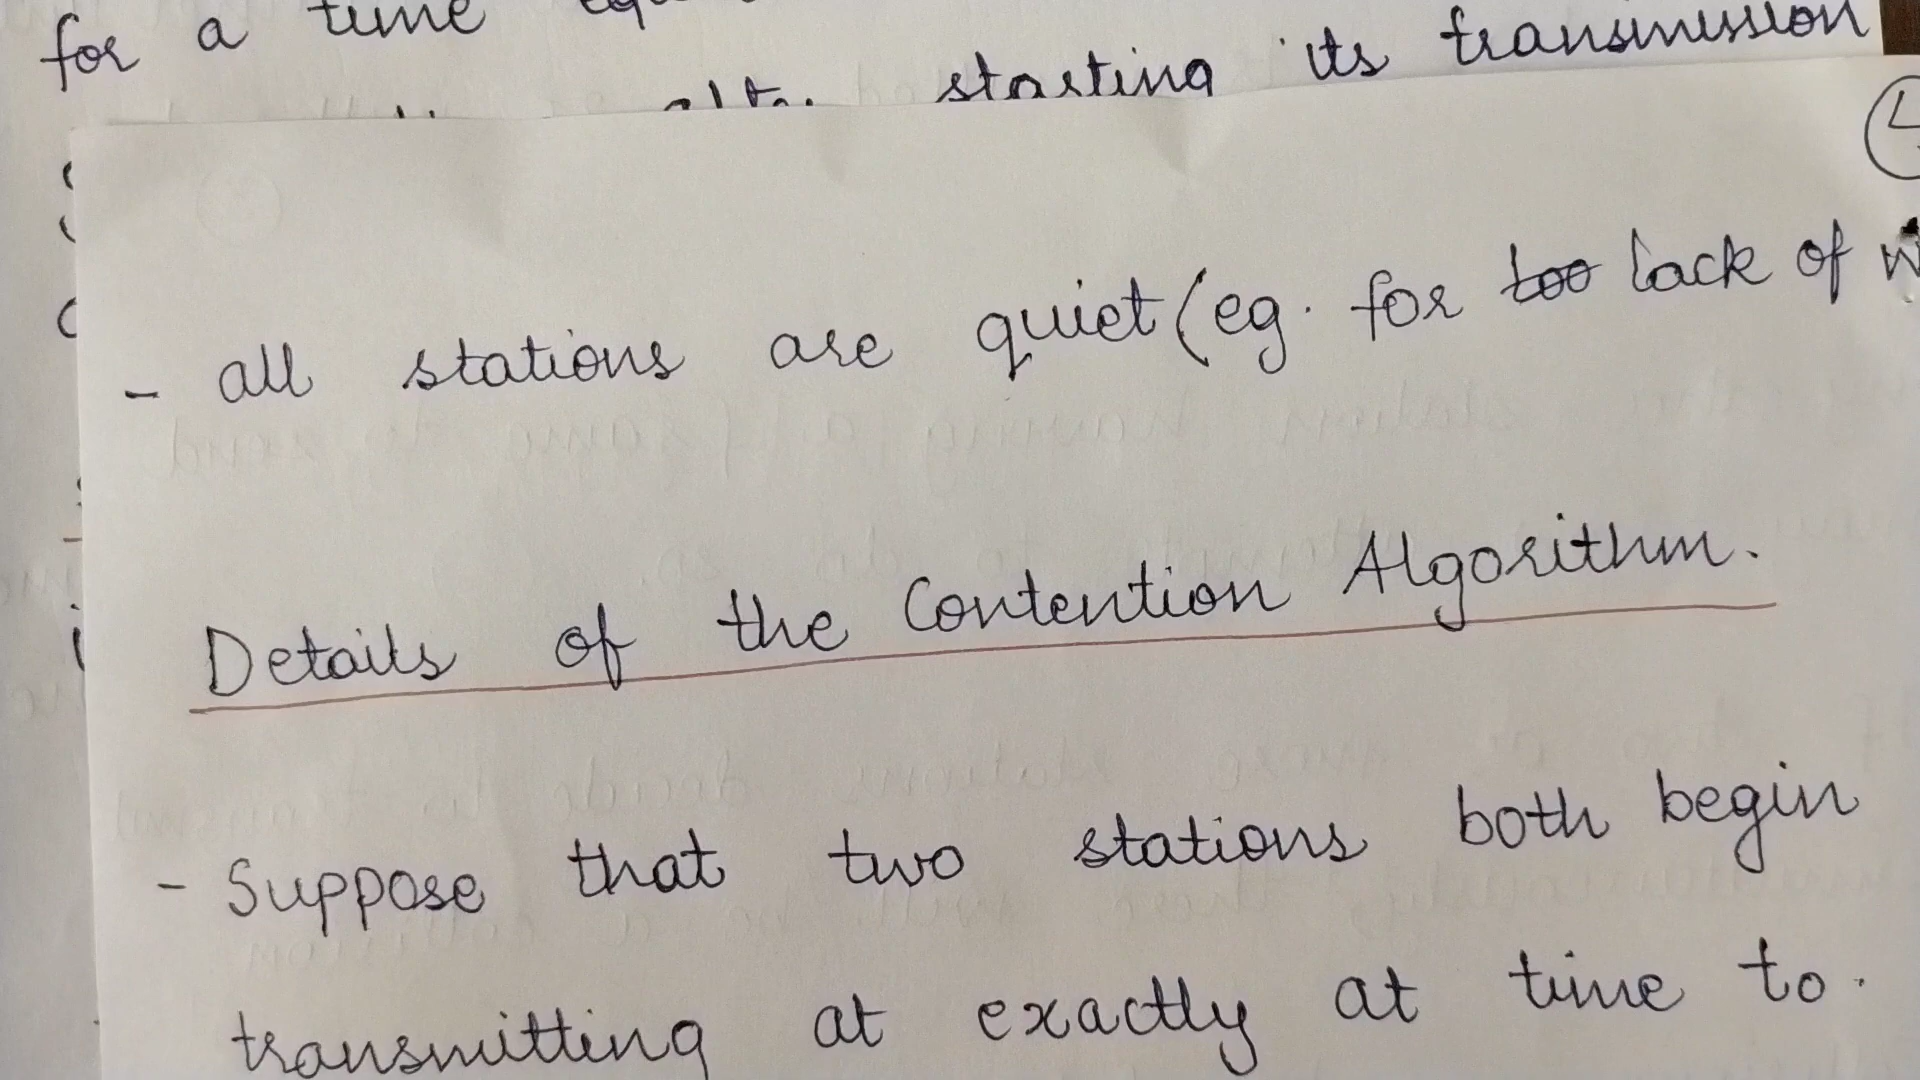 for a time
starting its transmission
- all stations are quiet (eg. for too lack of
Details of the Contention Algorithm.
- Suppose that two stations both begin
transmitting at exactly at time to.